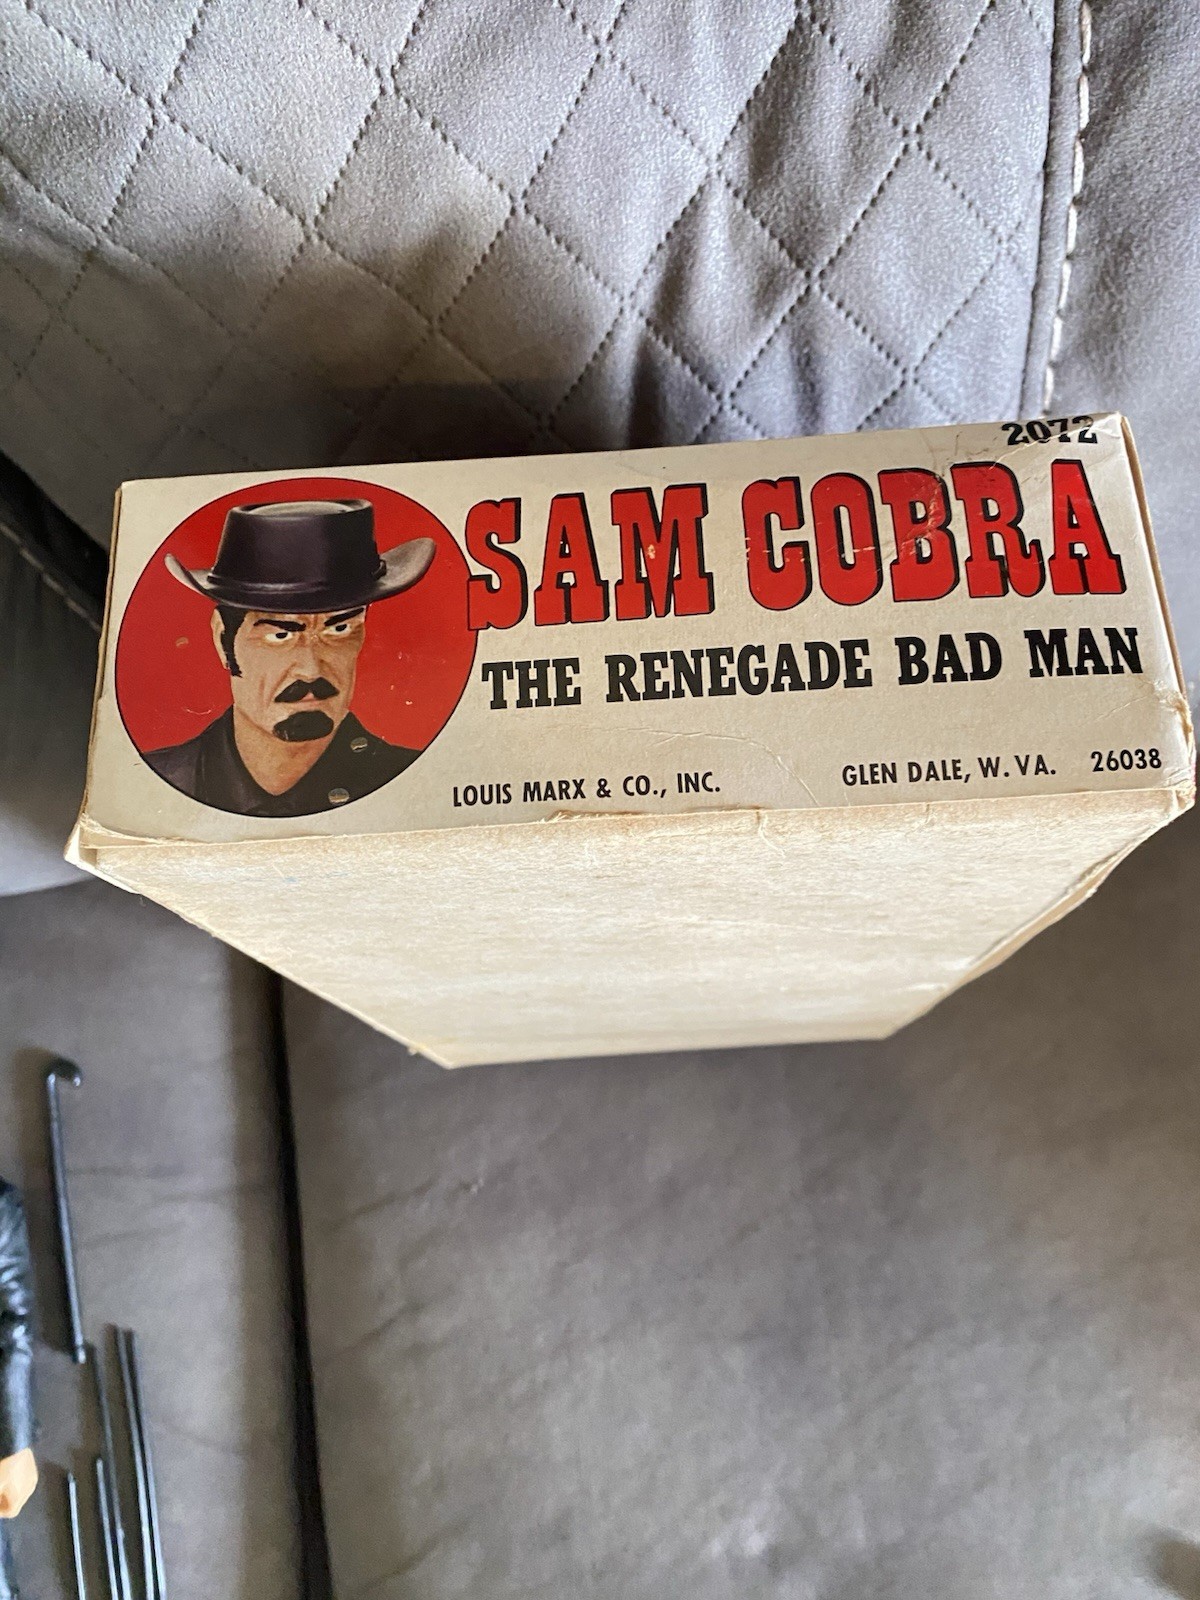 2072
SAM COBRA
THE RENEGADE BAD MAN
LOUIS MARX & CO., INC. GLEN DALE, W. VA. 26038